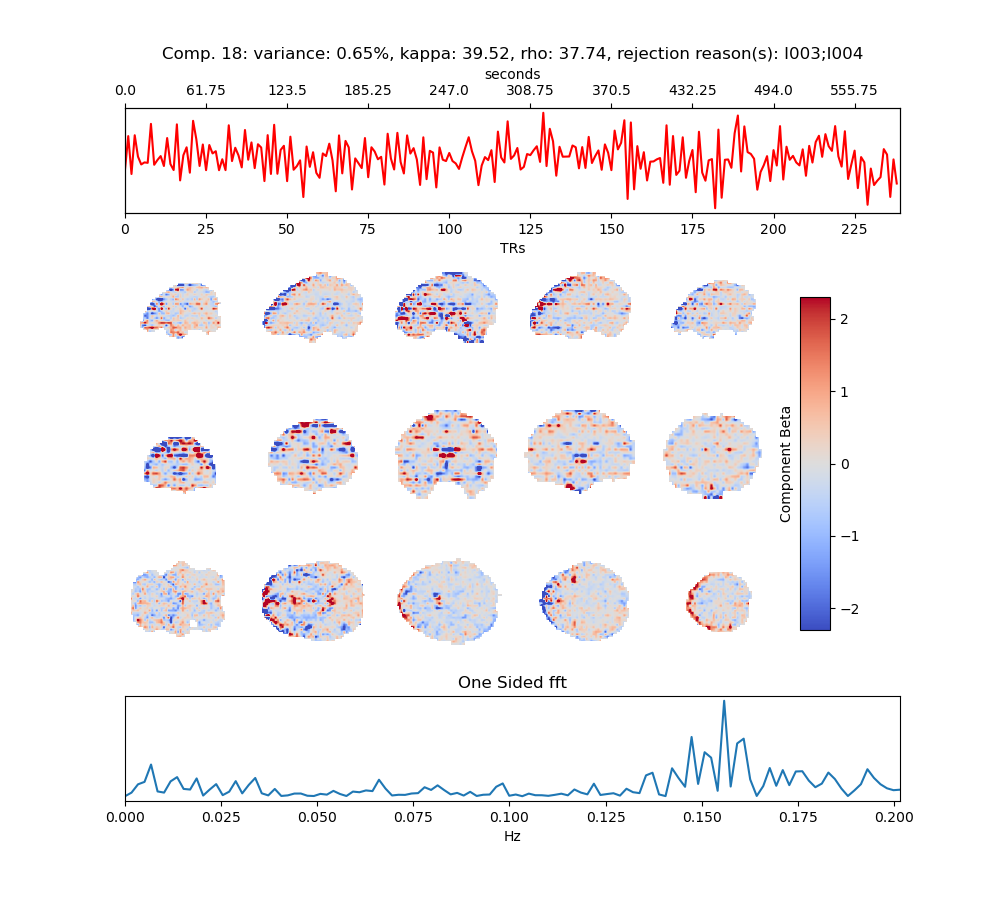 Comp. 18: variance: 0.65%, kappa: 39.52, rho: 37.74, rejection reason(s): I003;I004
seconds
0.0 61.75 123.5 185.25 247.0 308.75 370.5 432.25 494.0 555.75
0 25 50 75 100 125 150 175 200 225
TRs
2
1
0
−1
−2
Component Beta
One Sided fft
0.000 0.025 0.050 0.075 0.100 0.125 0.150 0.175 0.200
Hz